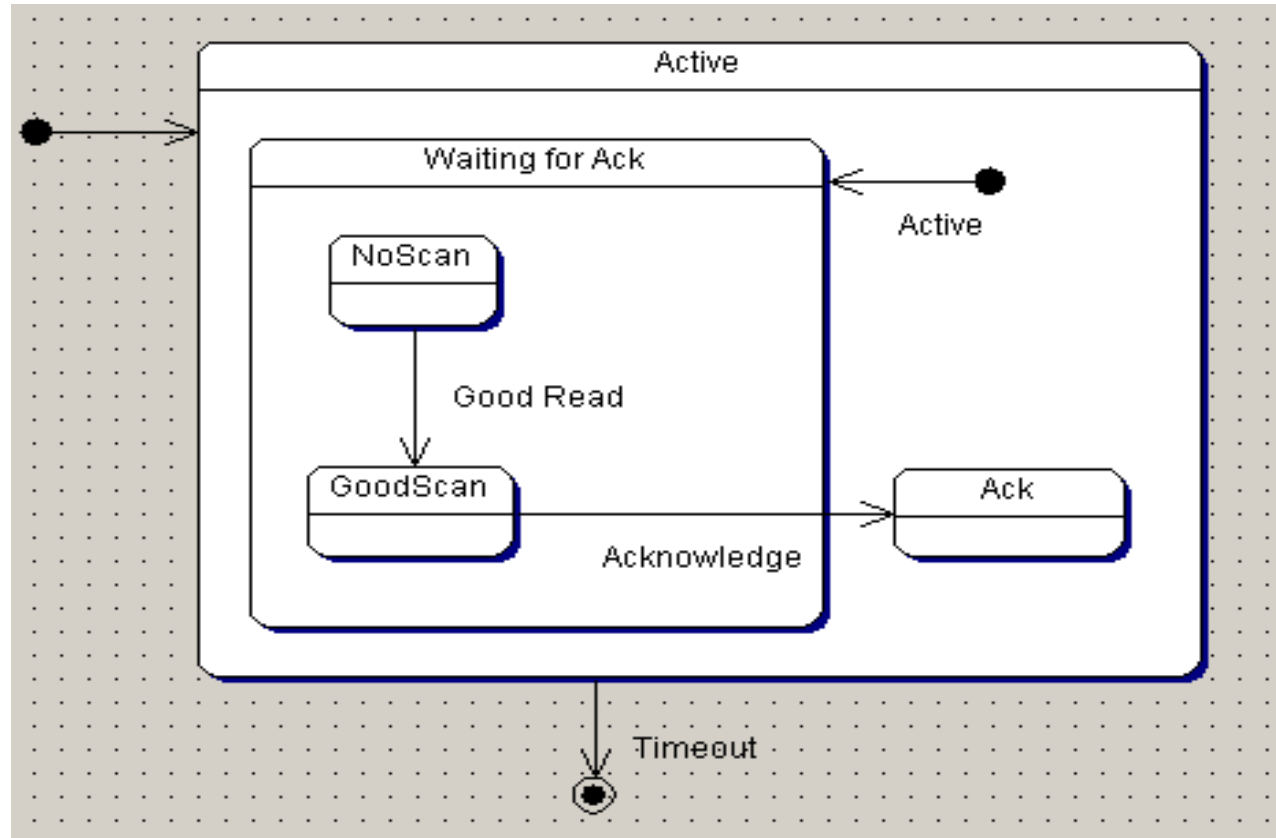 Active
Waiting for Ack
Active
NoScan
Good Read
GoodScan
Ack
Acknowledge
Timeout